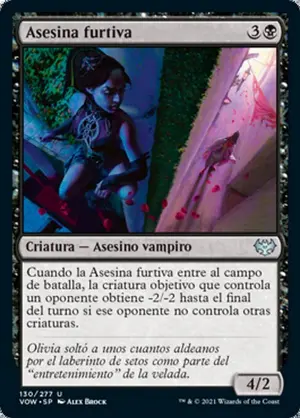 Asesina furtiva 3
Criatura — Asesino vampiro
Cuando la Asesina furtiva entre al campo
de batalla, la criatura objetivo que controla
un oponente obtiene -2/-2 hasta el final
del turno si ese oponente no controla otras
criaturas.
Olivia soltó a unos cuantos aldeanos
por el laberinto de setos como parte del
“entretenimiento” de la velada.
4/2
130/277 U
VOW • SP ALEX BROCK
™ & © 2021 Wizards of the Coast